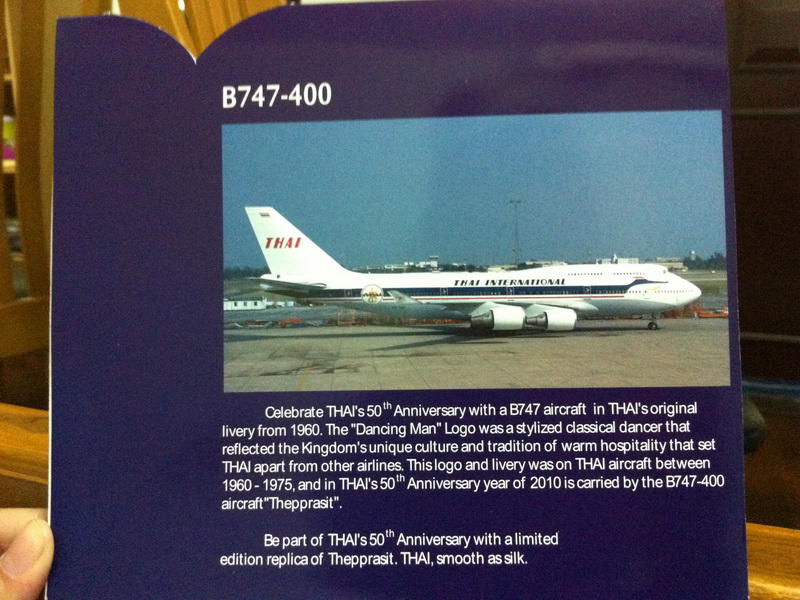 B747-400
THAI
THAI INTERNATIONAL
Celebrate THAI's 50th Anniversary with a B747 aircraft in THAI's original
livery from 1960. The "Dancing Man" Logo was a stylized classical dancer that
reflected the Kingdom's unique culture and tradition of warm hospitality that set
THAI apart from other airlines. This logo and livery was on THAI aircraft between
1960 - 1975, and in THAI's 50th Anniversary year of 2010 is carried by the B747-400
aircraft"Thepprasit".
Be part of THAI's 50th Anniversary with a limited
edition replica of Thepprasit. THAI, smooth as silk.